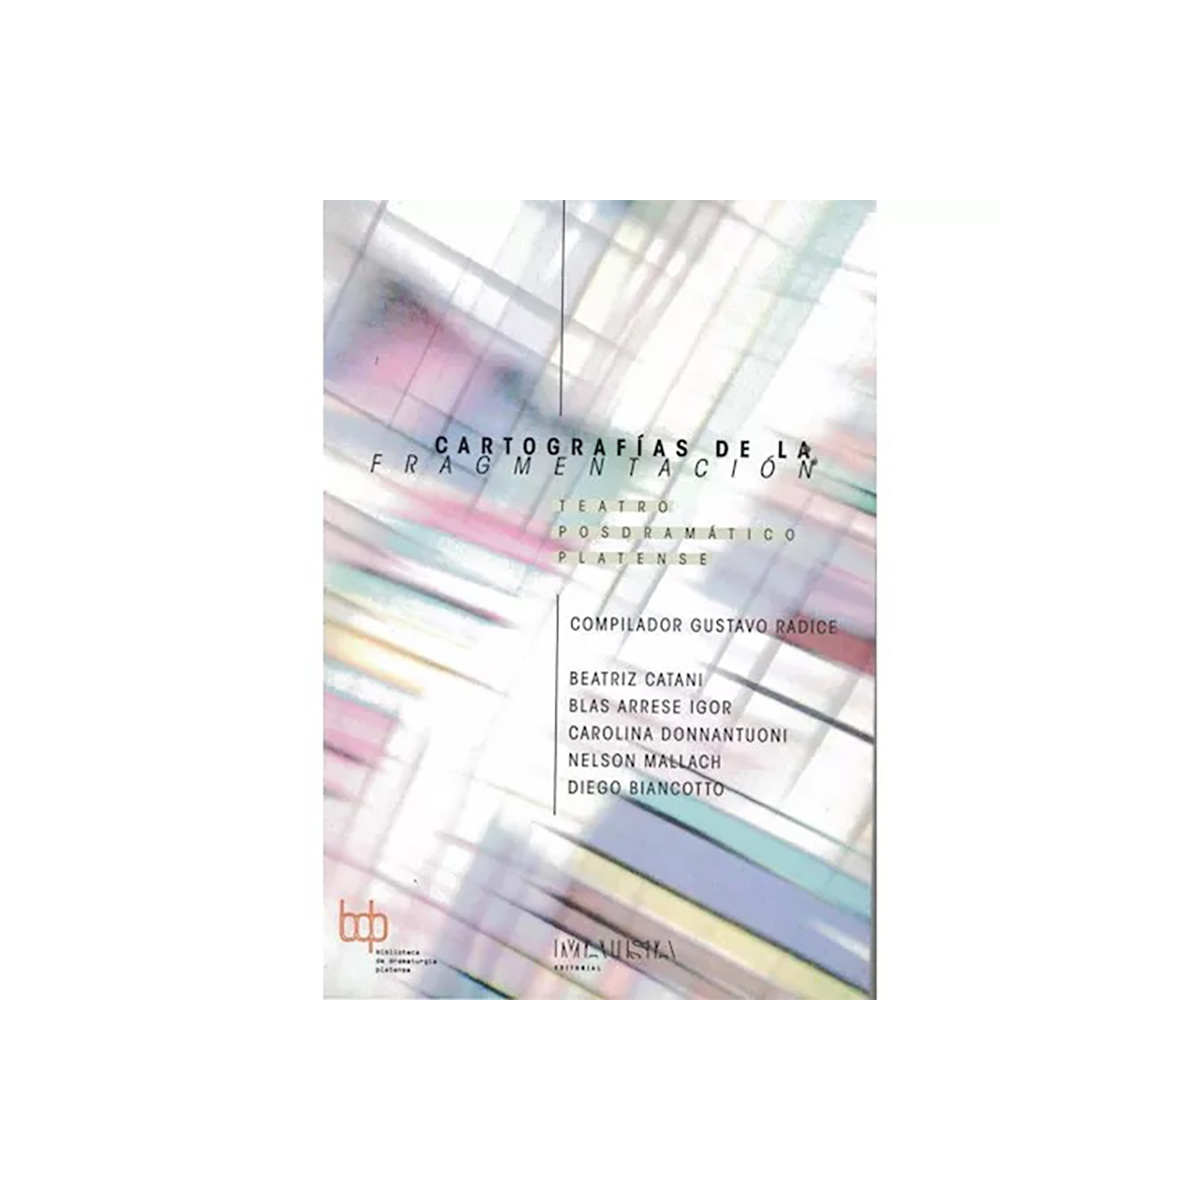 CARTOGRAFÍAS DE LA
FRAGMENTACIÓN
TEATRO
POSDRAMÁTICO
PLATENSE
COMPILADOR GUSTAVO RADICE
BEATRIZ CATANI
BLAS ARRESE IGOR
CAROLINA DONNANTUONI
NELSON MALLACH
DIEGO BIANCOTTO
bdp
biblioteca
de dramaturgia
platense
EDITORIAL